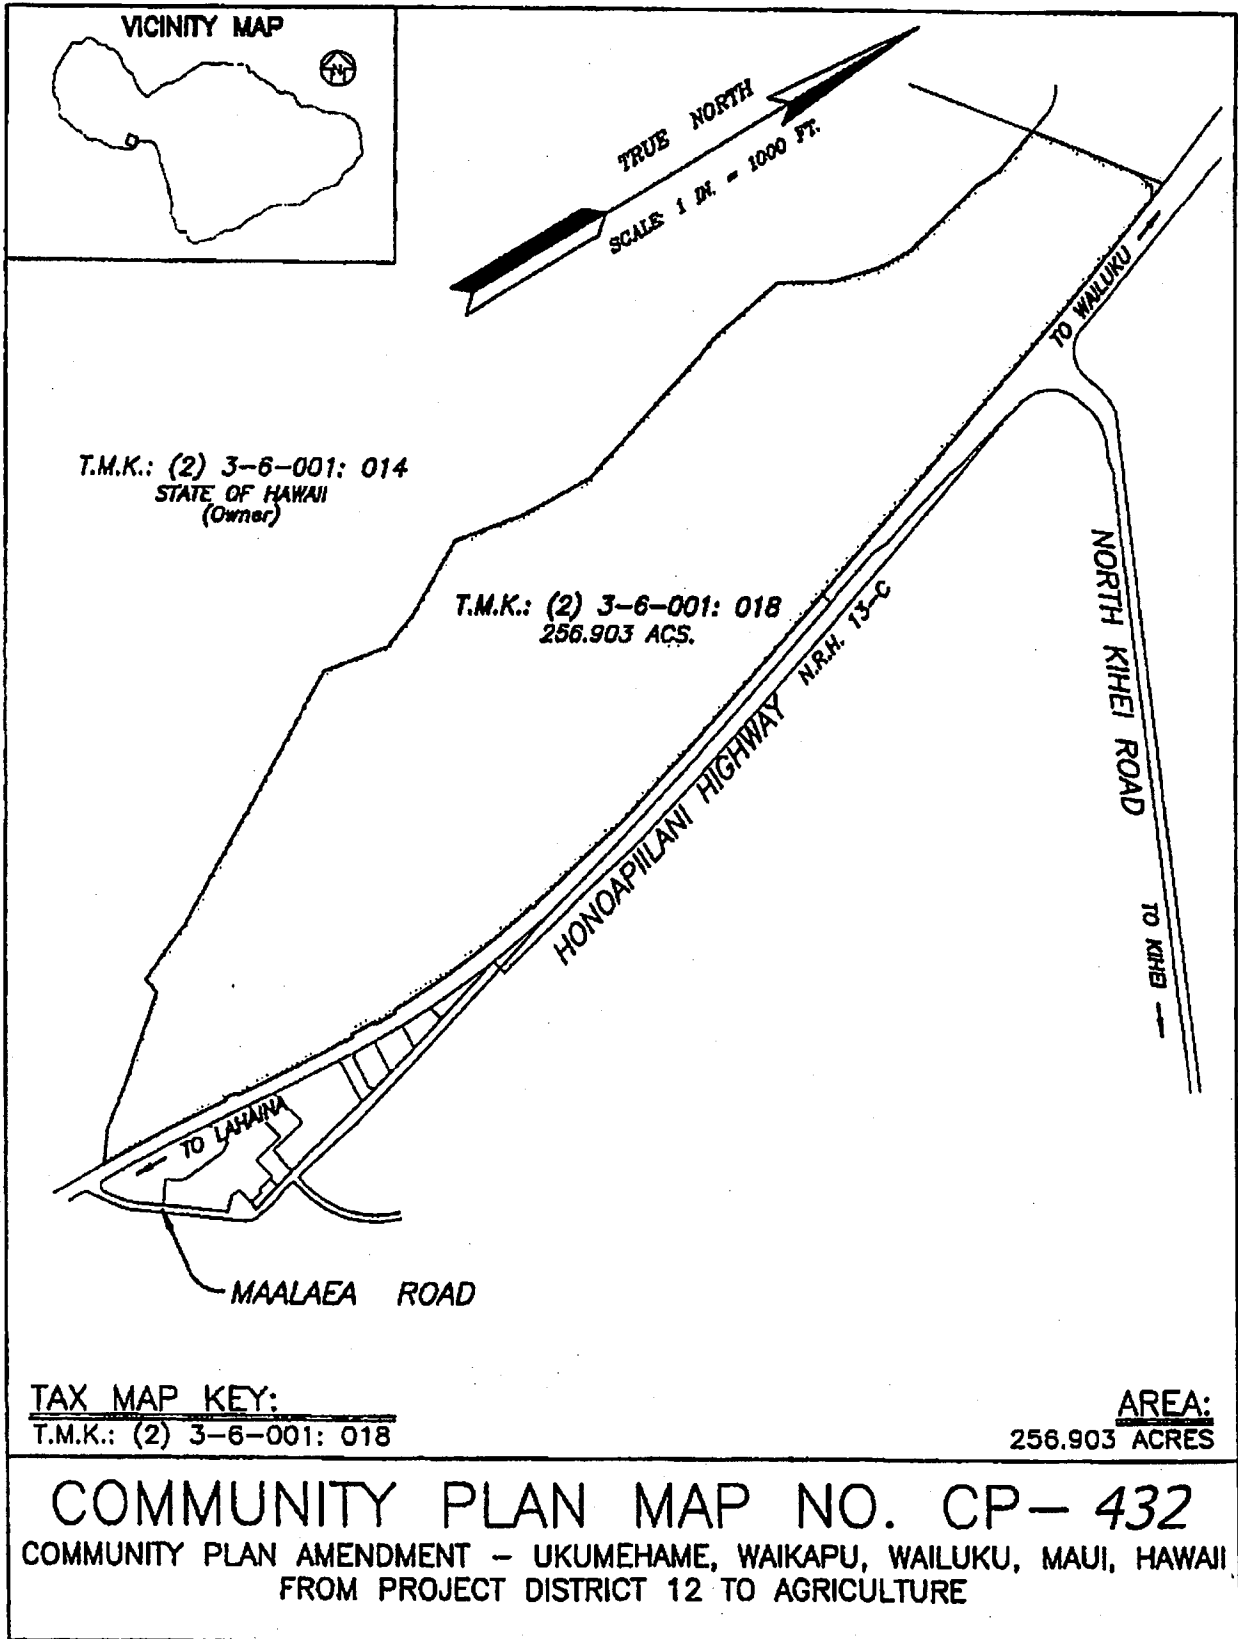 VICINITY MAP
N
TRUE NORTH
SCALE: 1 IN. = 1000 FT.
TO WAILUKU
T.M.K.: (2) 3-6-001: 014
STATE OF HAWAII
(Owner)
T.M.K.: (2) 3-6-001: 018
256.903 ACS.
HONOAPIILANI HIGHWAY N.R.H. 13-C
NORTH KIHEI ROAD
TO KIHEI
TO LAHAINA
MAALAEA ROAD
TAX MAP KEY:
T.M.K.: (2) 3-6-001: 018
AREA:
256.903 ACRES
COMMUNITY PLAN MAP NO. CP- 432
COMMUNITY PLAN AMENDMENT - UKUMEHAME, WAIKAPU, WAILUKU, MAUI, HAWAII
FROM PROJECT DISTRICT 12 TO AGRICULTURE